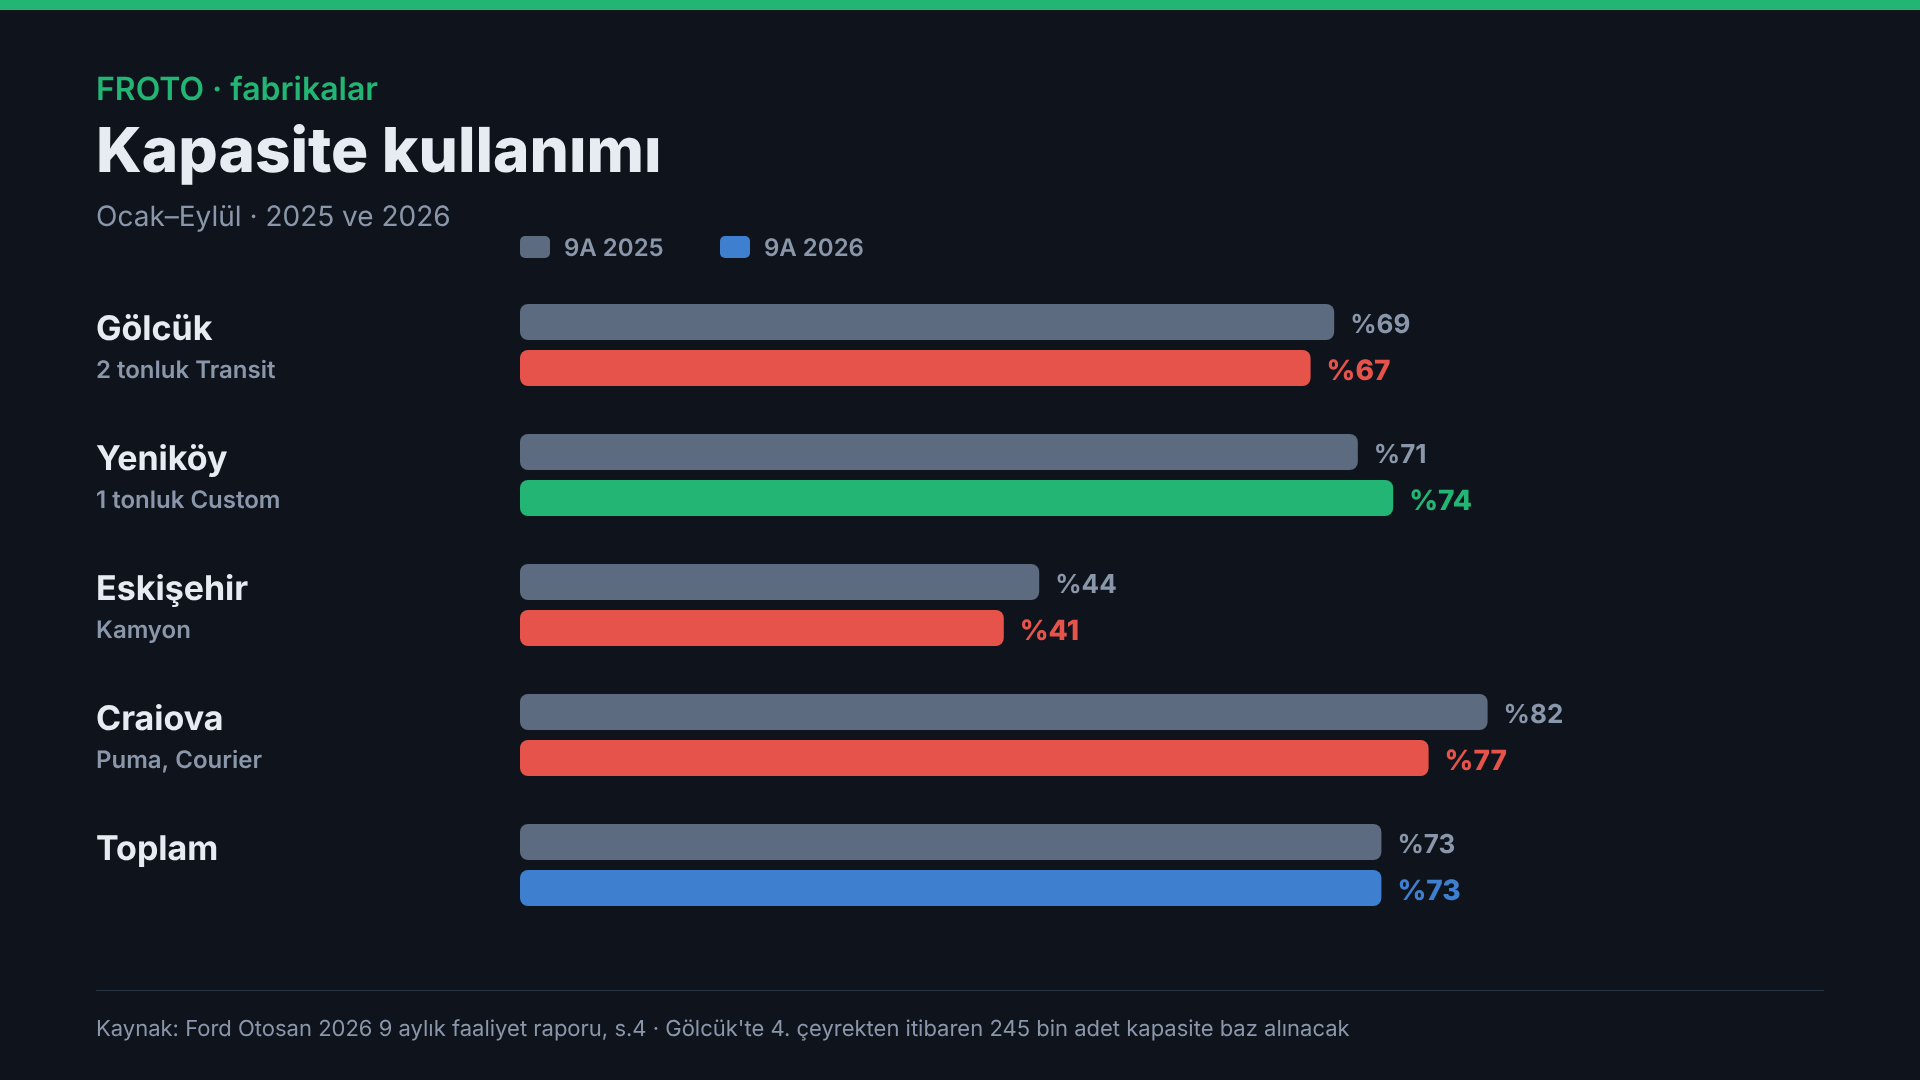 FROTO · fabrikalar
Kapasite kullanımı
Ocak–Eylül · 2025 ve 2026
9A 2025
9A 2026
Gölcük
2 tonluk Transit
%69
%67
Yeniköy
1 tonluk Custom
%71
%74
Eskişehir
Kamyon
%44
%41
Craiova
Puma, Courier
%82
%77
Toplam
%73
%73
Kaynak: Ford Otosan 2026 9 aylık faaliyet raporu, s.4 · Gölcük'te 4. çeyrekten itibaren 245 bin adet kapasite baz alınacak